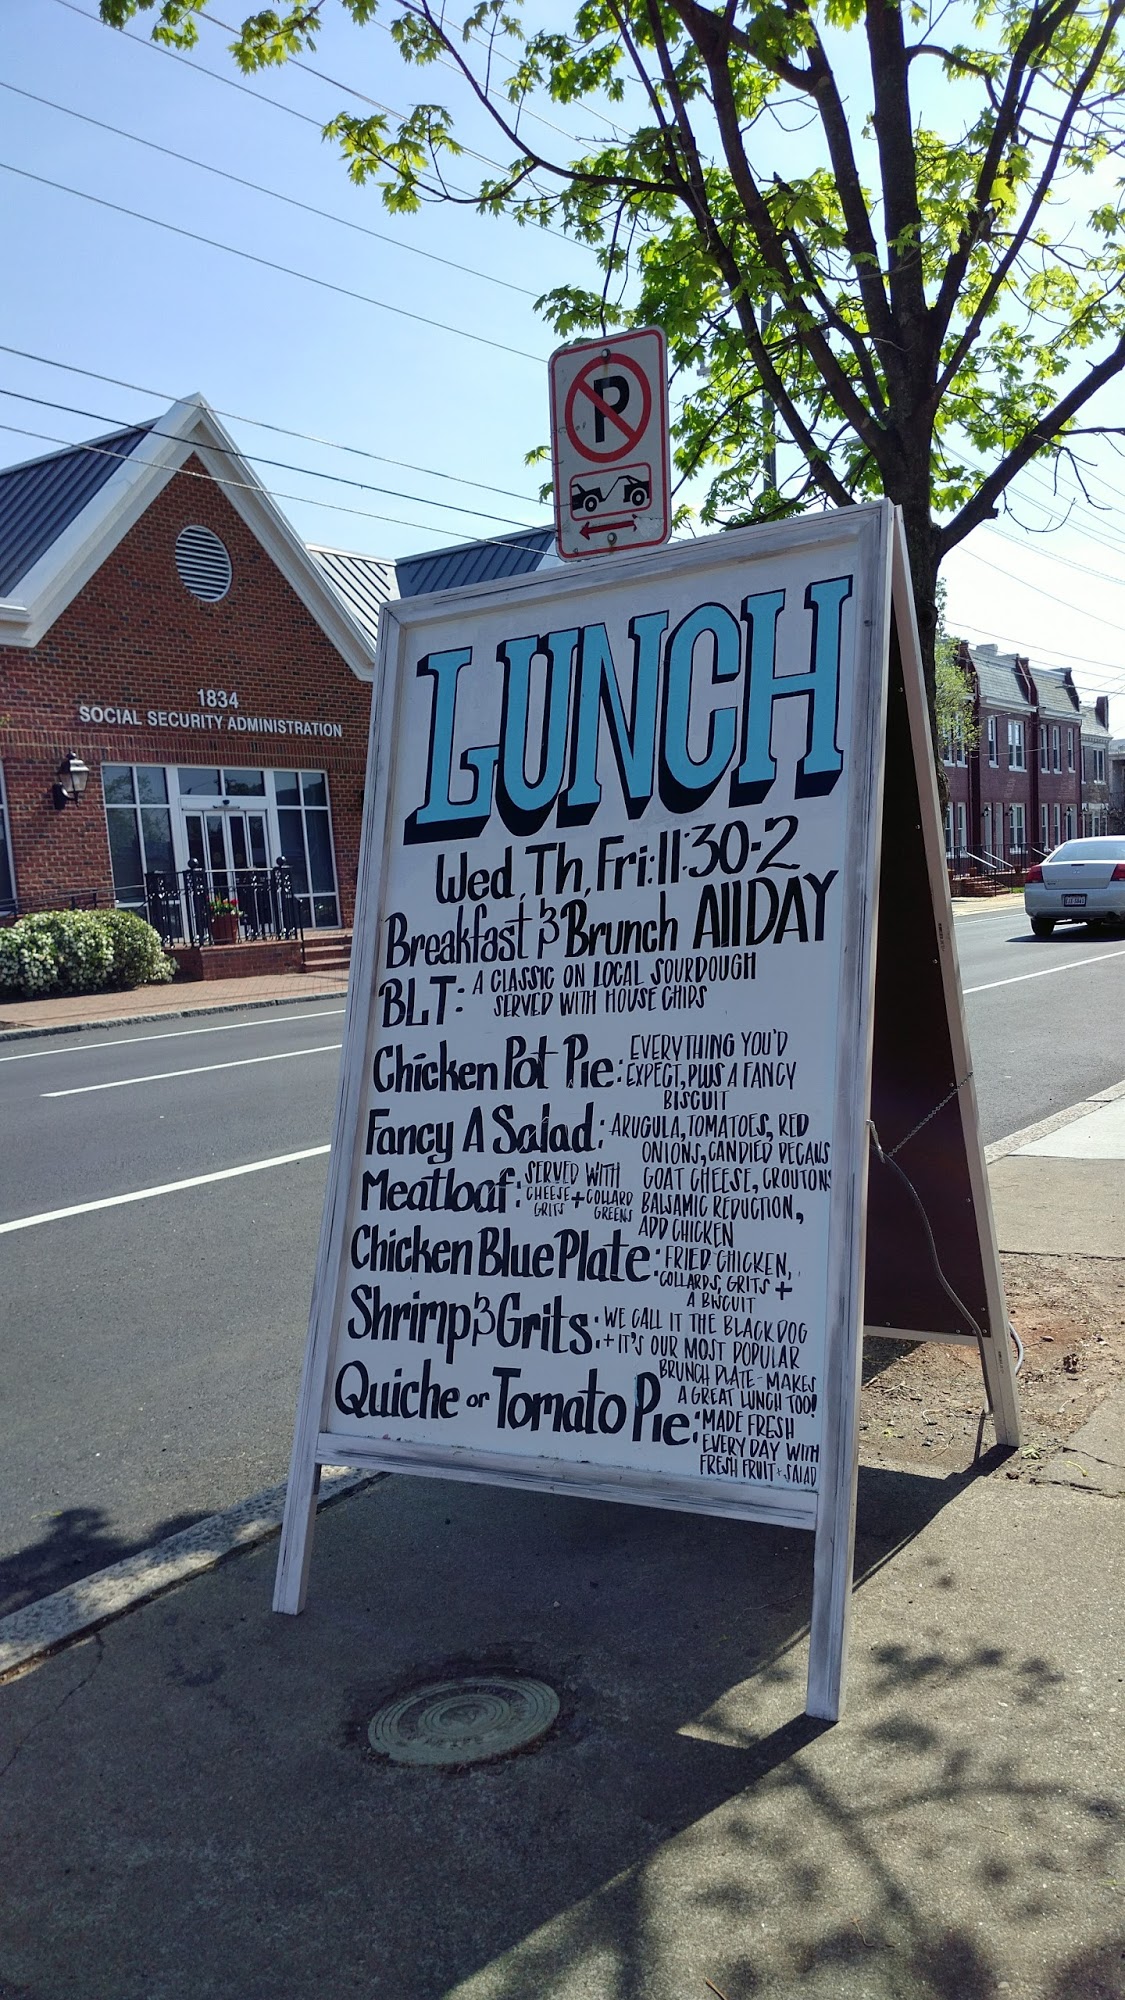 P
1834
SOCIAL SECURITY ADMINISTRATION
LUNCH
Wed, Th, Fri: 11:30-2
Breakfast & Brunch All DAY
BLT: A CLASSIC ON LOCAL SOURDOUGH
SERVED WITH HOUSE CHIPS
Chicken Pot Pie: EVERYTHING YOU'D
EXPECT, PLUS A FANCY
BISCUIT
Fancy A Salad: ARUGULA, TOMATOES, RED
ONIONS, CANDIED PECANS
GOAT CHEESE, CROUTONS
BALSAMIC REDUCTION,
ADD CHICKEN
Meatloaf: SERVED WITH
CHEESE + COLLARD
GRITS GREENS
Chicken Blue Plate: FRIED CHICKEN,
COLLARDS, GRITS +
A BISCUIT
Shrimp & Grits: WE CALL IT THE BLACK DOG
+ IT'S OUR MOST POPULAR
BRUNCH PLATE - MAKES
A GREAT LUNCH TOO!
Quiche or Tomato Pie: MADE FRESH
EVERY DAY WITH
FRESH FRUIT + SALAD